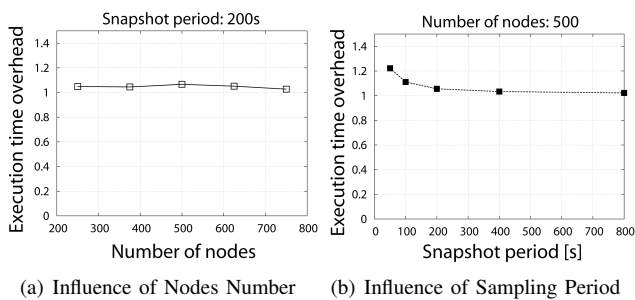 Snapshot period: 200s
Execution time overhead
1.4
1.2
1
0.8
0.6
0.4
0.2
0
200 300 400 500 600 700 800
Number of nodes
(a) Influence of Nodes Number
Number of nodes: 500
Execution time overhead
1.4
1.2
1
0.8
0.6
0.4
0.2
0
0 100 200 300 400 500 600 700 800
Snapshot period [s]
(b) Influence of Sampling Period